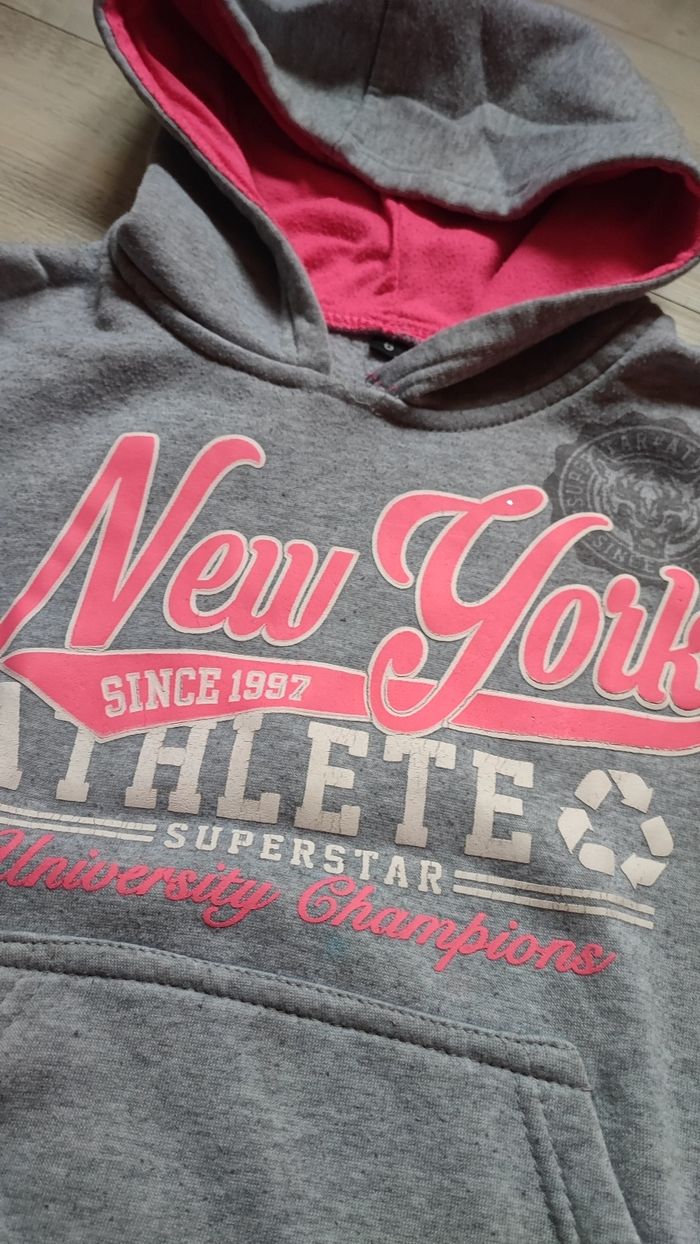 New York
SINCE 1997
ATHLETE
SUPERSTAR
University Champions